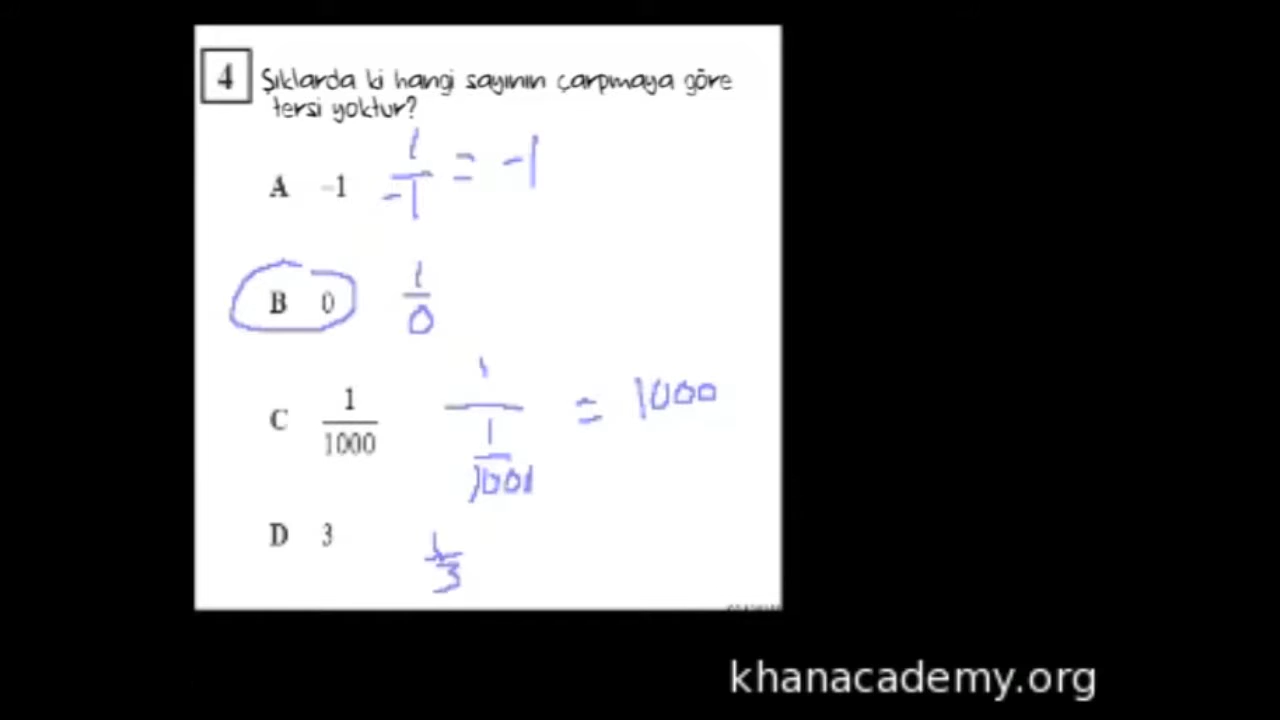 4 Şıklarda ki hangi sayının çarpmaya göre
tersi yoktur?
A -1 1/-1 = -1
B 0 1/0
C 1/1000 1/(1/1000) = 1000
D 3 1/3
khanacademy.org